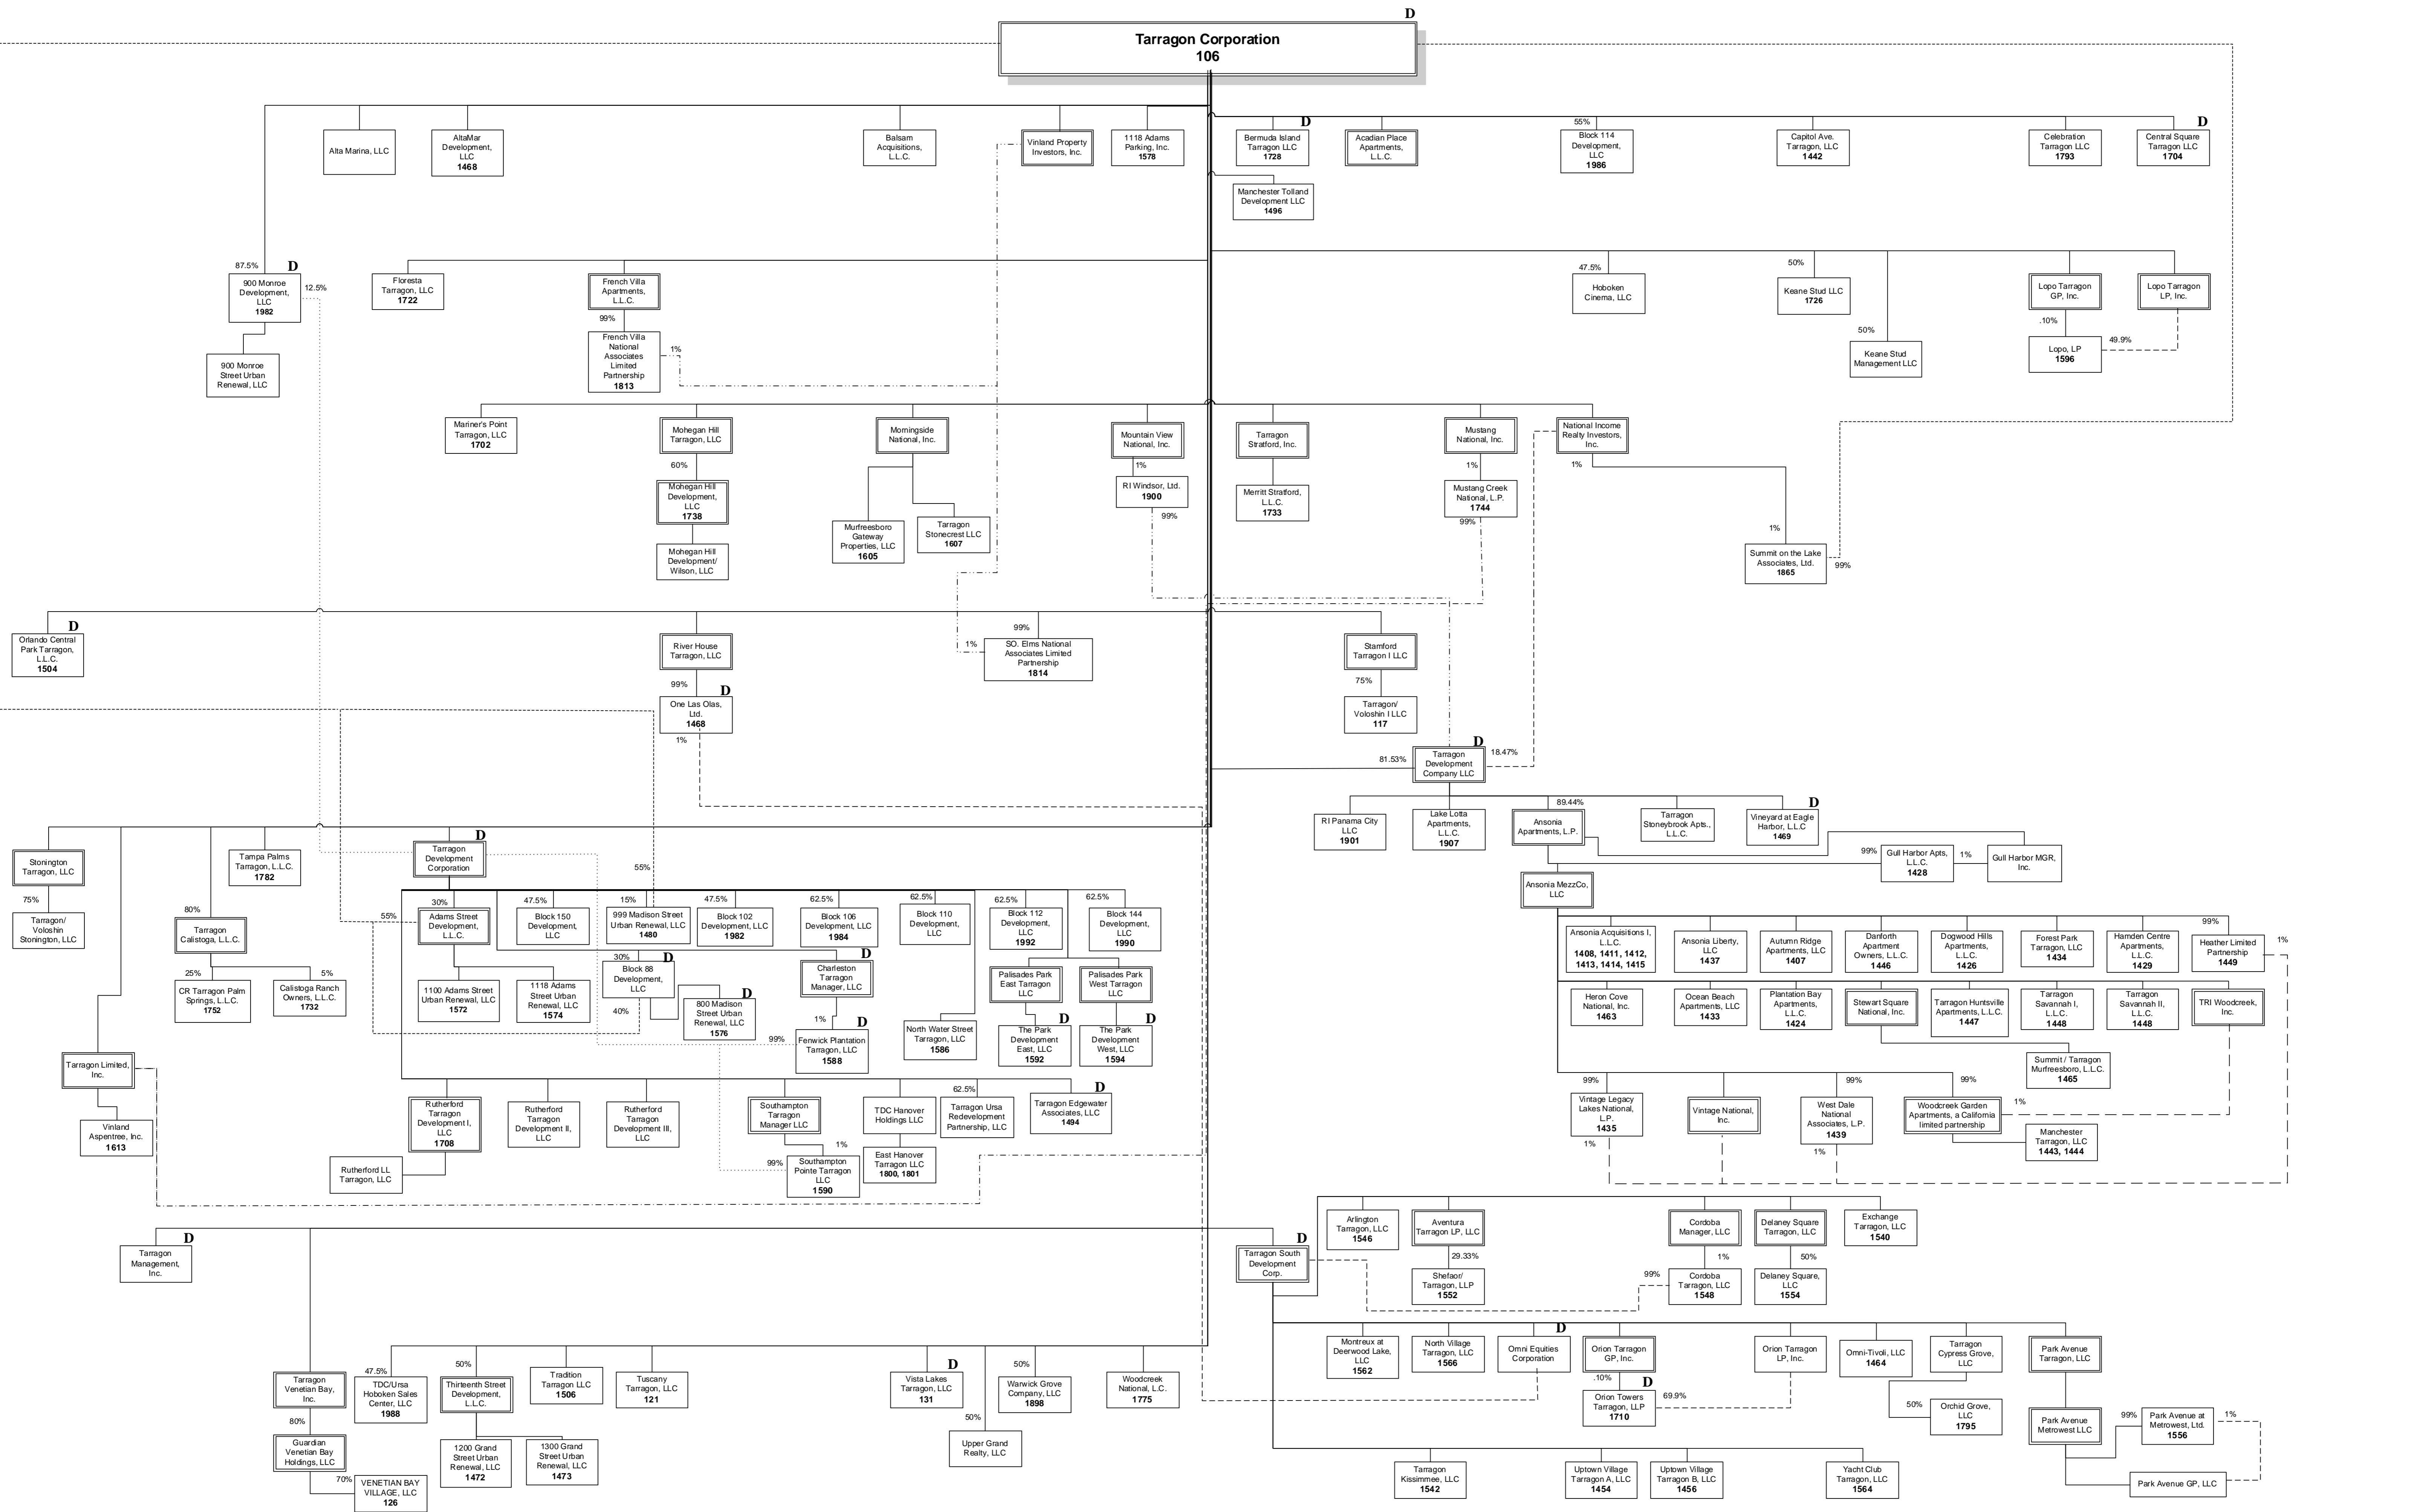 D
Tarragon Corporation
106
Alta Marina, LLC
AltaMar
Development,
LLC
1468
Balsam
Acquisitions,
L.L.C.
Vinland Property
Investors, Inc.
1118 Adams
Parking, Inc.
1578
D
Bermuda Island
Tarragon LLC
1728
Acadian Place
Apartments,
L.L.C.
55%
Block 114
Development,
LLC
1986
Capitol Ave.
Tarragon, LLC
1442
Celebration
Tarragon LLC
1793
D
Central Square
Tarragon LLC
1704
Manchester Tolland
Development LLC
1496
87.5%
D
900 Monroe
Development,
LLC
1982
12.5%
900 Monroe
Street Urban
Renewal, LLC
Floresta
Tarragon, LLC
1722
French Villa
Apartments,
L.L.C.
99%
French Villa
National
Associates
Limited
Partnership
1813
1%
47.5%
Hoboken
Cinema, LLC
50%
Keane Stud LLC
1726
50%
Keane Stud
Management LLC
Lopo Tarragon
GP, Inc.
.10%
Lopo, LP
1596
Lopo Tarragon
LP, Inc.
49.9%
Mariner's Point
Tarragon, LLC
1702
Mohegan Hill
Tarragon, LLC
60%
Mohegan Hill
Development,
LLC
1738
Mohegan Hill
Development/
Wilson, LLC
Morningside
National, Inc.
Murfreesboro
Gateway
Properties, LLC
1605
Tarragon
Stonecrest LLC
1607
Mountain View
National, Inc.
1%
RI Windsor, Ltd.
1900
99%
Tarragon
Stratford, Inc.
Merritt Stratford,
L.L.C.
1733
Mustang
National, Inc.
1%
Mustang Creek
National, L.P.
1744
99%
National Income
Realty Investors,
Inc.
1%
1%
Summit on the Lake
Associates, Ltd.
1865
99%
D
Orlando Central
Park Tarragon,
L.L.C.
1504
River House
Tarragon, LLC
99%
D
One Las Olas,
Ltd.
1468
1%
99%
1%
SO. Elms National
Associates Limited
Partnership
1814
Stamford
Tarragon I LLC
75%
Tarragon/
Voloshin I LLC
117
D
81.53%
Tarragon
Development
Company LLC
18.47%
RI Panama City
LLC
1901
Lake Lotta
Apartments,
L.L.C.
1907
89.44%
Ansonia
Apartments, L.P.
Tarragon
Stoneybrook Apts.,
L.L.C.
D
Vineyard at Eagle
Harbor, L.L.C
1469
99%
Gull Harbor Apts,
L.L.C.
1428
1%
Gull Harbor MGR,
Inc.
Ansonia MezzCo,
LLC
Ansonia Acquisitions I,
L.L.C.
1408, 1411, 1412,
1413, 1414, 1415
Ansonia Liberty,
LLC
1437
Autumn Ridge
Apartments, LLC
1407
Danforth
Apartment
Owners, L.L.C.
1446
Dogwood Hills
Apartments,
L.L.C.
1426
Forest Park
Tarragon, LLC
1434
Hamden Centre
Apartments,
L.L.C.
1429
99%
Heather Limited
Partnership
1449
1%
Heron Cove
National, Inc.
1463
Ocean Beach
Apartments, LLC
1433
Plantation Bay
Apartments,
L.L.C.
1424
Stewart Square
National, Inc.
Tarragon Huntsville
Apartments, L.L.C.
1447
Tarragon
Savannah I,
L.L.C.
1448
Tarragon
Savannah II,
L.L.C.
1448
TRI Woodcreek,
Inc.
Summit / Tarragon
Murfreesboro, L.L.C.
1465
99%
Vintage Legacy
Lakes National,
L.P.
1435
1%
Vintage National,
Inc.
99%
West Dale
National
Associates, L.P.
1439
1%
99%
Woodcreek Garden
Apartments, a California
limited partnership
1%
Manchester
Tarragon, LLC
1443, 1444
Stonington
Tarragon, LLC
75%
Tarragon/
Voloshin
Stonington, LLC
80%
Tarragon
Calistoga, L.L.C.
25%
CR Tarragon Palm
Springs, L.L.C.
1752
5%
Calistoga Ranch
Owners, L.L.C.
1732
Tampa Palms
Tarragon, L.L.C.
1782
Tarragon Limited,
Inc.
Vinland
Aspentree, Inc.
1613
D
Tarragon
Development
Corporation
55%
55%
30%
Adams Street
Development,
L.L.C.
1100 Adams Street
Urban Renewal, LLC
1572
1118 Adams
Street Urban
Renewal, LLC
1574
47.5%
Block 150
Development,
LLC
15%
999 Madison Street
Urban Renewal, LLC
1480
47.5%
Block 102
Development, LLC
1982
62.5%
Block 106
Development, LLC
1984
62.5%
Block 110
Development,
LLC
62.5%
Block 112
Development,
LLC
1992
62.5%
Block 144
Development,
LLC
1990
30%
D
Block 88
Development,
LLC
40%
D
800 Madison
Street Urban
Renewal, LLC
1576
D
Charleston
Tarragon
Manager, LLC
1%
99%
D
Fenwick Plantation
Tarragon, LLC
1588
North Water Street
Tarragon, LLC
1586
Palisades Park
East Tarragon
LLC
D
The Park
Development
East, LLC
1592
Palisades Park
West Tarragon
LLC
D
The Park
Development
West, LLC
1594
Rutherford
Tarragon
Development I,
LLC
1708
Rutherford LL
Tarragon, LLC
Rutherford
Tarragon
Development II,
LLC
Rutherford
Tarragon
Development III,
LLC
Southampton
Tarragon
Manager LLC
1%
99%
Southampton
Pointe Tarragon
LLC
1590
TDC Hanover
Holdings LLC
East Hanover
Tarragon LLC
1800, 1801
62.5%
Tarragon Ursa
Redevelopment
Partnership, LLC
D
Tarragon Edgewater
Associates, LLC
1494
D
Tarragon
Management,
Inc.
D
Tarragon South
Development
Corp.
Arlington
Tarragon, LLC
1546
Aventura
Tarragon LP, LLC
29.33%
Shefaor/
Tarragon, LLP
1552
Cordoba
Manager, LLC
1%
99%
Cordoba
Tarragon, LLC
1548
Delaney Square
Tarragon, LLC
50%
Delaney Square,
LLC
1554
Exchange
Tarragon, LLC
1540
Montreux at
Deerwood Lake,
LLC
1562
North Village
Tarragon, LLC
1566
D
Omni Equities
Corporation
Orion Tarragon
GP, Inc.
.10%
D
Orion Towers
Tarragon, LLP
1710
69.9%
Orion Tarragon
LP, Inc.
Omni-Tivoli, LLC
1464
Tarragon
Cypress Grove,
LLC
50%
Orchid Grove,
LLC
1795
Park Avenue
Tarragon, LLC
Park Avenue
Metrowest LLC
99%
Park Avenue at
Metrowest, Ltd.
1556
1%
Park Avenue GP, LLC
Tarragon
Kissimmee, LLC
1542
Uptown Village
Tarragon A, LLC
1454
Uptown Village
Tarragon B, LLC
1456
Yacht Club
Tarragon, LLC
1564
Tarragon
Venetian Bay,
Inc.
80%
Guardian
Venetian Bay
Holdings, LLC
70%
VENETIAN BAY
VILLAGE, LLC
126
47.5%
TDC/Ursa
Hoboken Sales
Center, LLC
1988
50%
Thirteenth Street
Development,
L.L.C.
1200 Grand
Street Urban
Renewal, LLC
1472
1300 Grand
Street Urban
Renewal, LLC
1473
Tradition
Tarragon LLC
1506
Tuscany
Tarragon, LLC
121
D
Vista Lakes
Tarragon, LLC
131
50%
Upper Grand
Realty, LLC
50%
Warwick Grove
Company, LLC
1898
Woodcreek
National, L.C.
1775